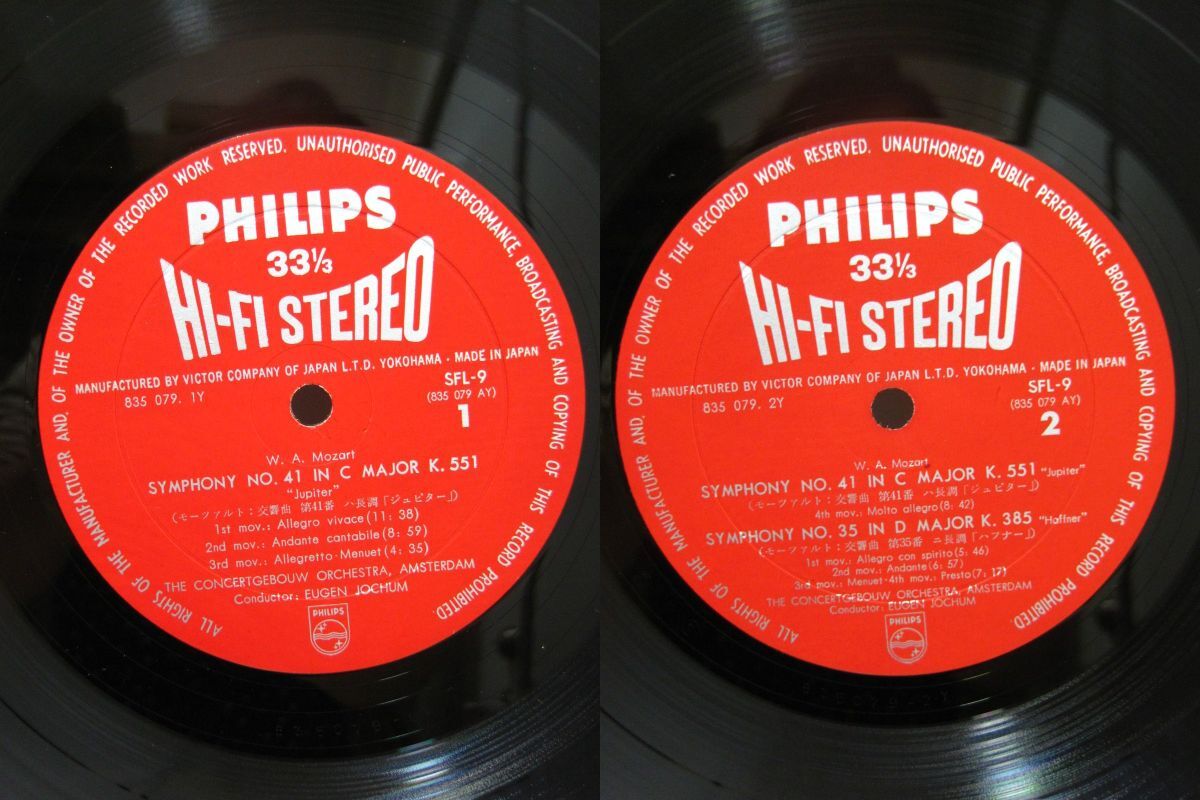 ALL RIGHTS OF THE MANUFACTURER AND, OF THE OWNER OF THE RECORDED WORK RESERVED. UNAUTHORISED PUBLIC PERFORMANCE, BROADCASTING AND COPYING OF THIS RECORD PROHIBITED.
PHILIPS
33⅓
HI-FI STEREO
MANUFACTURED BY VICTOR COMPANY OF JAPAN L.T.D. YOKOHAMA - MADE IN JAPAN
SFL-9
835 079. 1Y
(835 079 AY)
1
W. A. Mozart
SYMPHONY NO. 41 IN C MAJOR K. 551
"Jupiter"
(モーツァルト：交響曲 第41番 ハ長調「ジュピター」)
1st mov.: Allegro vivace (11: 38)
2nd mov.: Andante cantabile (8: 59)
3rd mov.: Allegretto-Menuet (4: 35)
THE CONCERTGEBOUW ORCHESTRA, AMSTERDAM
Conductor: EUGEN JOCHUM
PHILIPS
ALL RIGHTS OF THE MANUFACTURER AND, OF THE OWNER OF THE RECORDED WORK RESERVED. UNAUTHORISED PUBLIC PERFORMANCE, BROADCASTING AND COPYING OF THIS RECORD PROHIBITED.
PHILIPS
33⅓
HI-FI STEREO
MANUFACTURED BY VICTOR COMPANY OF JAPAN L.T.D. YOKOHAMA - MADE IN JAPAN
SFL-9
835 079. 2Y
(835 079 AY)
2
W. A. Mozart
SYMPHONY NO. 41 IN C MAJOR K. 551 "Jupiter"
(モーツァルト：交響曲 第41番 ハ長調「ジュピター」)
4th mov.: Molto allegro (8: 42)
SYMPHONY NO. 35 IN D MAJOR K. 385 "Haffner"
(モーツァルト：交響曲 第35番 ニ長調「ハフナー」)
1st mov.: Allegro con spirito (5: 46)
2nd mov.: Andante (6: 57)
3rd mov.: Menuet-4th mov.: Presto (7: 17)
THE CONCERTGEBOUW ORCHESTRA, AMSTERDAM
Conductor: EUGEN JOCHUM
PHILIPS